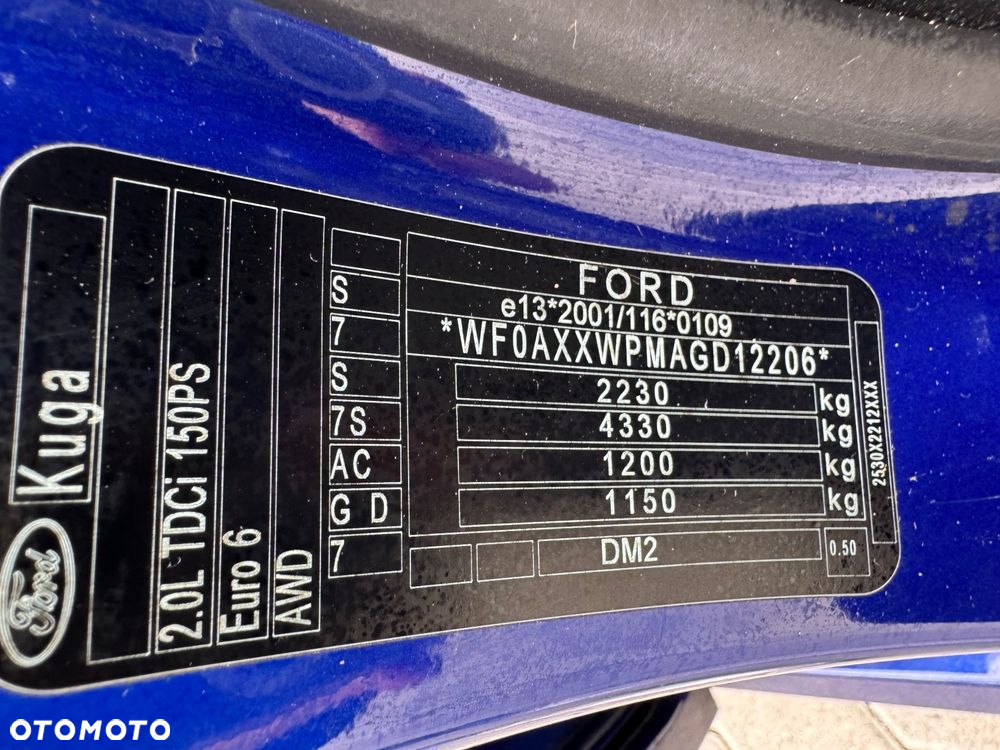 FORD
e13*2001/116*0109
*WF0AXXWPMAGD12206*
2230 kg
4330 kg
1200 kg
1150 kg
DM2
0.50
2530X2212XXX
S
7
S
7S
AC
G D
7
Ford
Kuga
2.0L TDCi 150PS
Euro 6
AWD
OTOMOTO